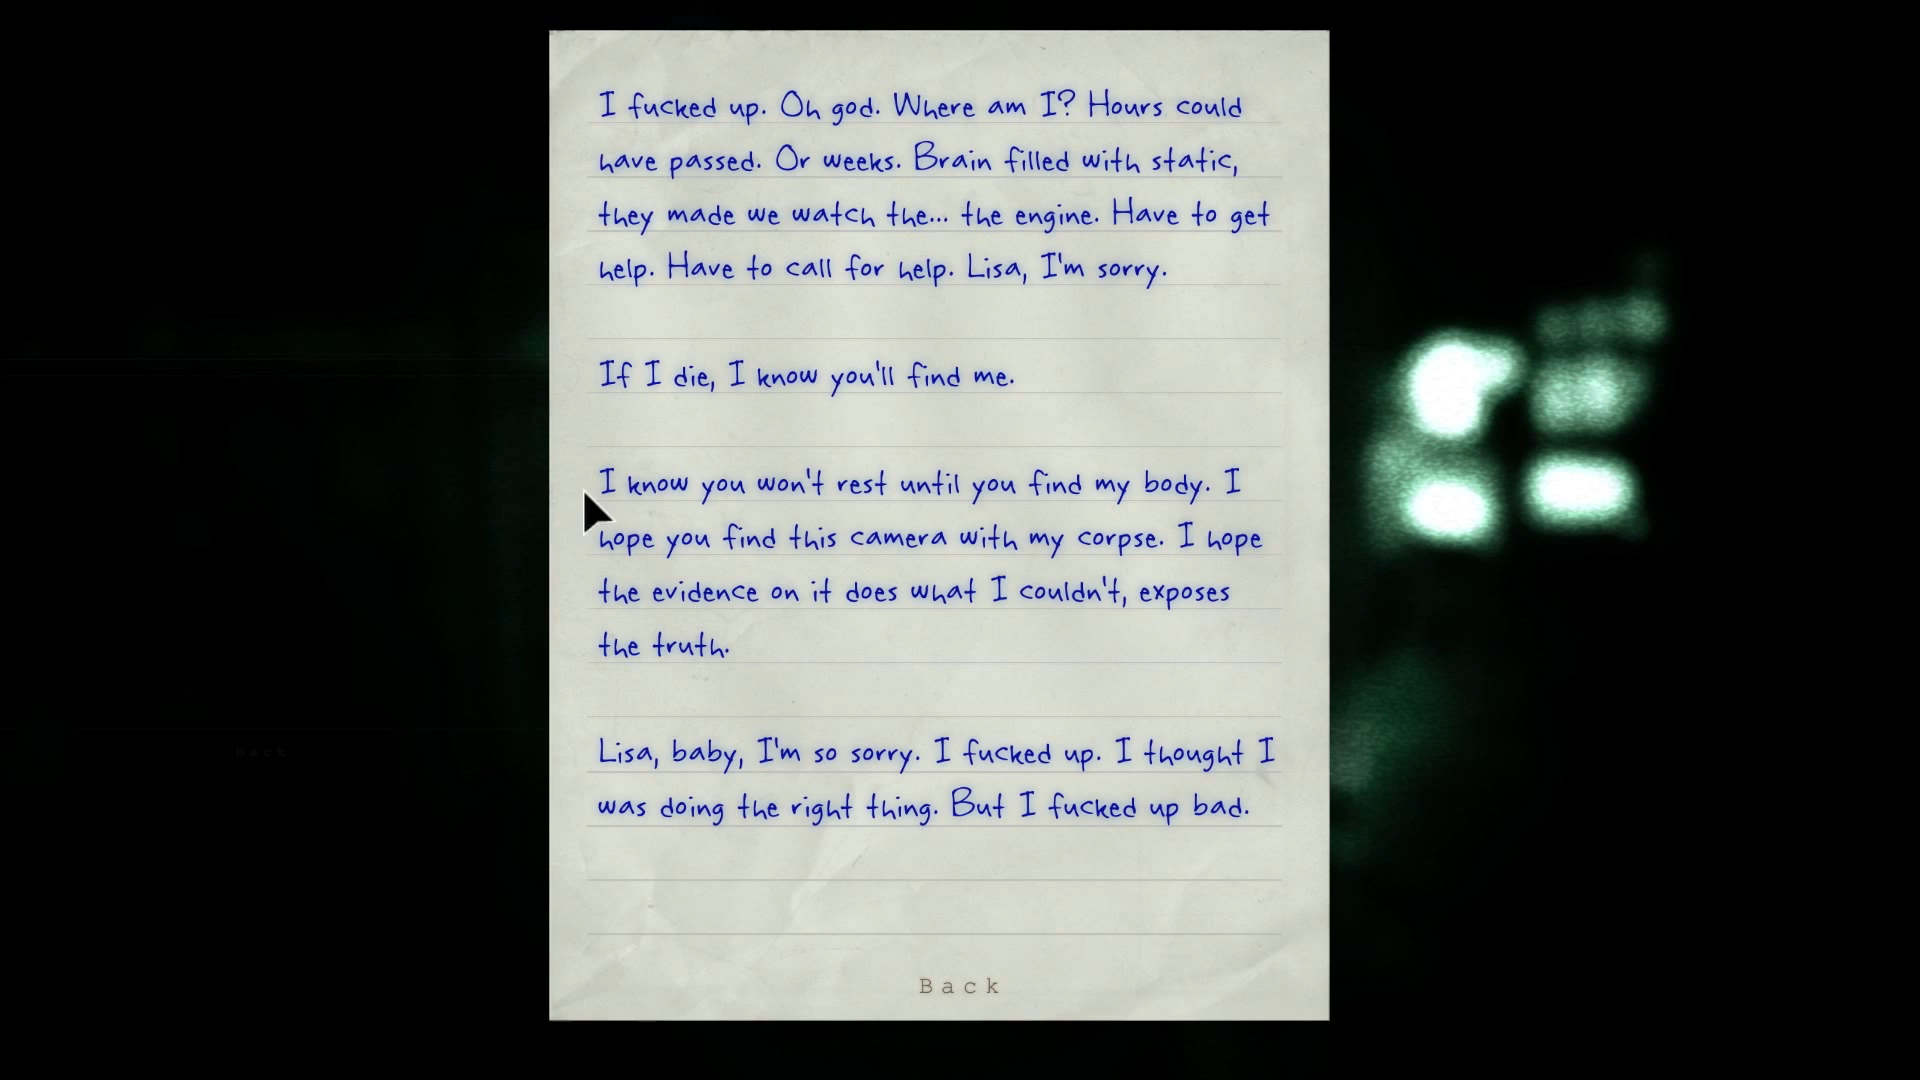 I fucked up. Oh god. Where am I? Hours could
have passed. Or weeks. Brain filled with static,
they made we watch the... the engine. Have to get
help. Have to call for help. Lisa, I'm sorry.
If I die, I know you'll find me.
I know you won't rest until you find my body. I
hope you find this camera with my corpse. I hope
the evidence on it does what I couldn't, exposes
the truth.
Lisa, baby, I'm so sorry. I fucked up. I thought I
was doing the right thing. But I fucked up bad.
Back
Back